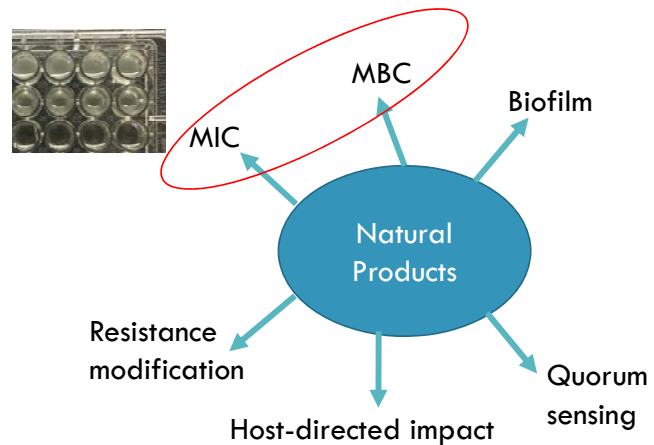 MBC
Biofilm
MIC
Natural
Products
Resistance
modification
Quorum
sensing
Host-directed impact